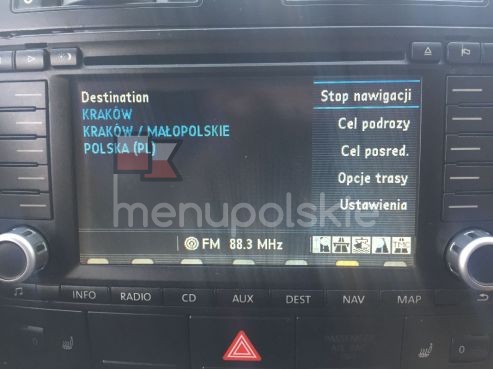 Destination
KRAKÓW
KRAKÓW / MAŁOPOLSKIE
POLSKA (PL)
Stop nawigacji
Cel podrozy
Cel posred.
Opcje trasy
Ustawienia
menupolskie
FM 88.3 MHz
INFO RADIO CD AUX DEST NAV MAP
PASSENGER